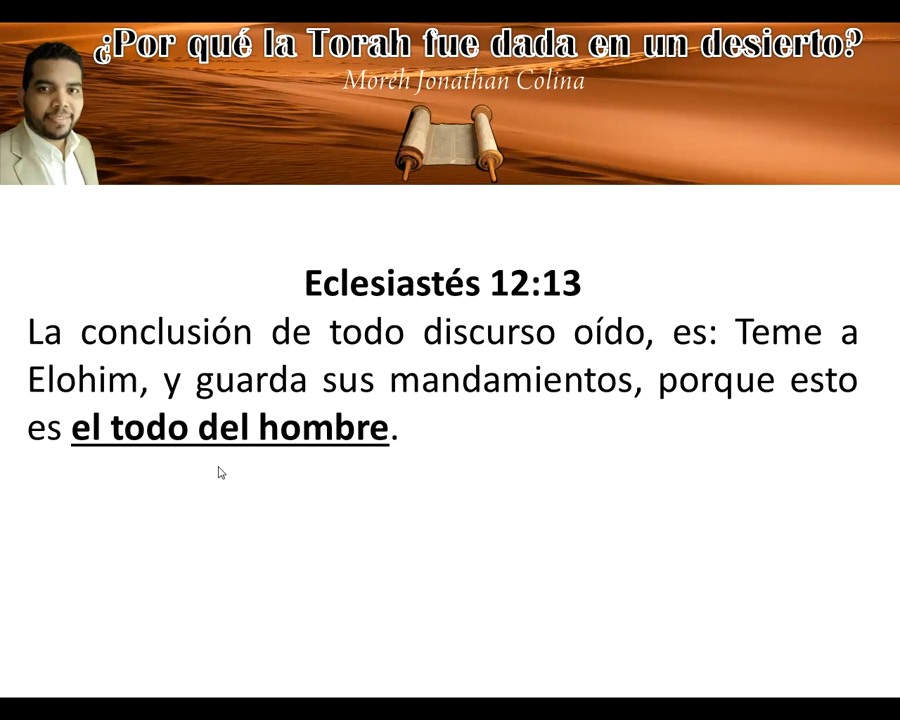 ¿Por qué la Torah fue dada en un desierto?
Moréh Jonathan Colina
Eclesiastés 12:13
La conclusión de todo discurso oído, es: Teme a
Elohim, y guarda sus mandamientos, porque esto
es el todo del hombre.